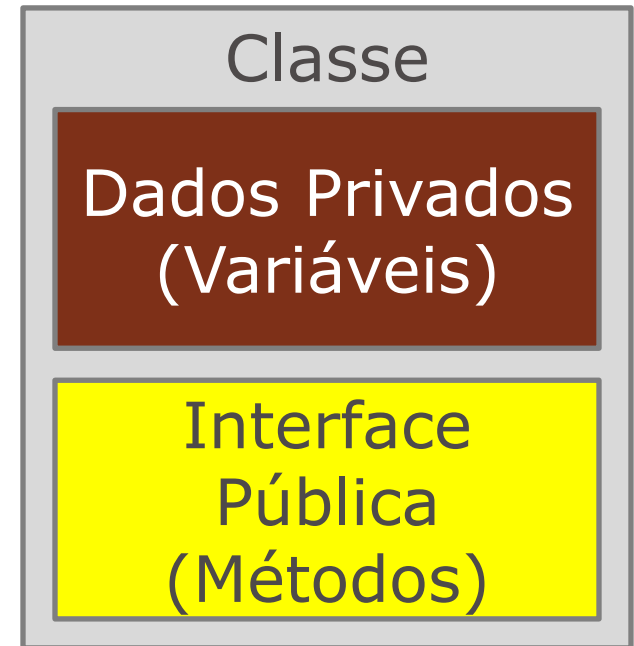 Classe
Dados Privados
(Variáveis)
Interface
Pública
(Métodos)